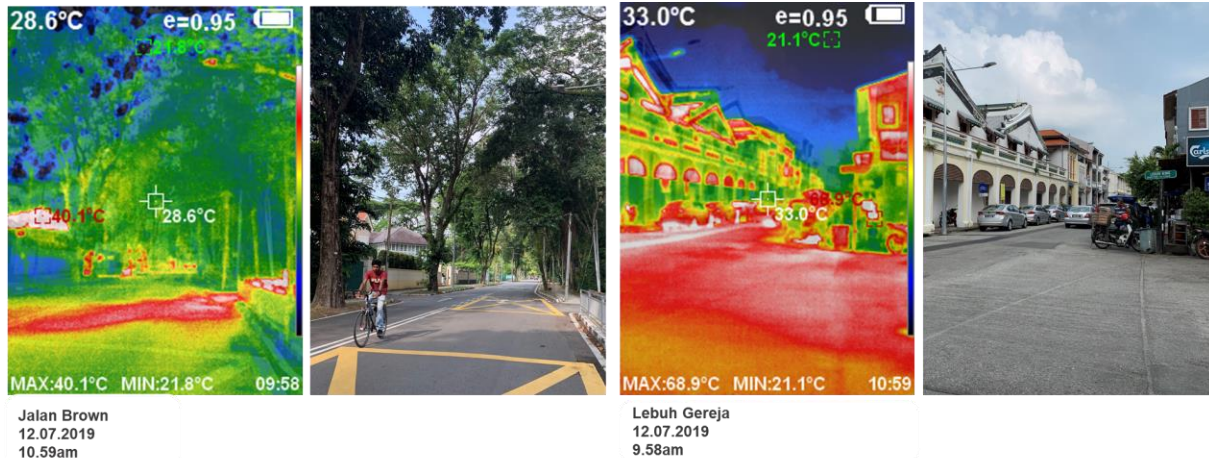 28.6°C e=0.95
21.8°C
40.1°C
28.6°C
MAX:40.1°C MIN:21.8°C 09:58
33.0°C e=0.95
21.1°C
68.9°C
33.0°C
MAX:68.9°C MIN:21.1°C 10:59
Carls
Jalan Brown
12.07.2019
10.59am
Lebuh Gereja
12.07.2019
9.58am